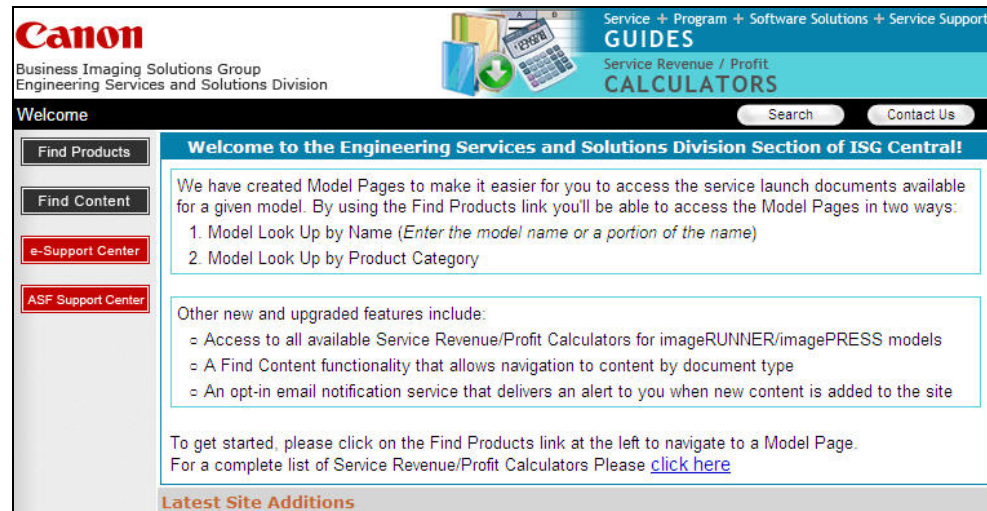 Canon
Business Imaging Solutions Group
Engineering Services and Solutions Division
Service + Program + Software Solutions + Service Support
GUIDES
Service Revenue / Profit
CALCULATORS
Welcome
Search
Contact Us
Find Products
Find Content
e-Support Center
ASF Support Center
Welcome to the Engineering Services and Solutions Division Section of ISG Central!
We have created Model Pages to make it easier for you to access the service launch documents available
for a given model. By using the Find Products link you'll be able to access the Model Pages in two ways:
1. Model Look Up by Name (Enter the model name or a portion of the name)
2. Model Look Up by Product Category
Other new and upgraded features include:
▫ Access to all available Service Revenue/Profit Calculators for imageRUNNER/imagePRESS models
▫ A Find Content functionality that allows navigation to content by document type
▫ An opt-in email notification service that delivers an alert to you when new content is added to the site
To get started, please click on the Find Products link at the left to navigate to a Model Page.
For a complete list of Service Revenue/Profit Calculators Please click here
Latest Site Additions